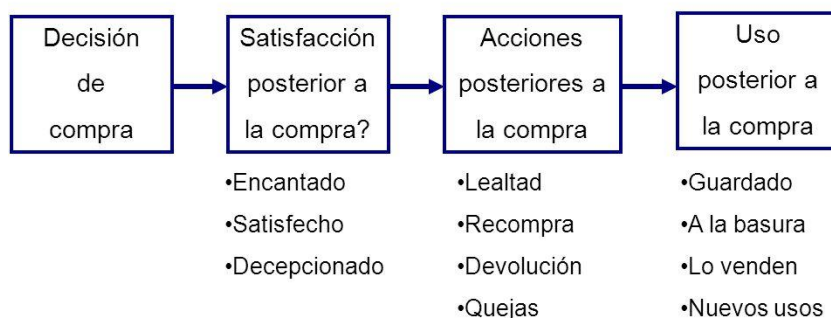 Decisión
de
compra
Satisfacción
posterior a
la compra?
Acciones
posteriores a
la compra
Uso
posterior a
la compra
•Encantado
•Satisfecho
•Decepcionado
•Lealtad
•Recompra
•Devolución
•Quejas
•Guardado
•A la basura
•Lo venden
•Nuevos usos